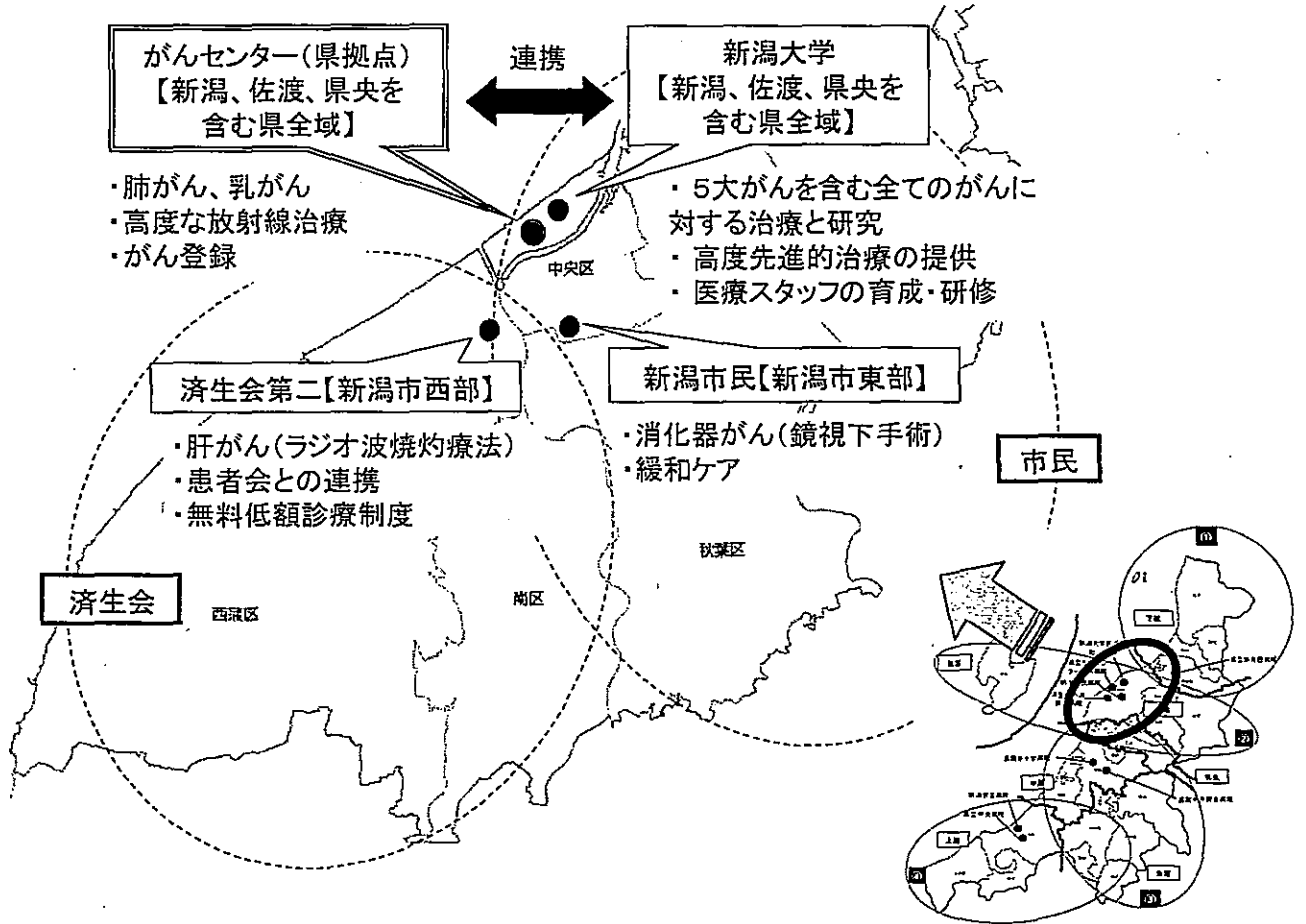 がんセンター(県拠点)
【新潟、佐渡、県央を
含む県全域】
連携
新潟大学
【新潟、佐渡、県央を
含む県全域】
・肺がん、乳がん
・高度な放射線治療
・がん登録
・5大がんを含む全てのがんに
対する治療と研究
・高度先進的治療の提供
・医療スタッフの育成・研修
中央区
済生会第二【新潟市西部】
・肝がん(ラジオ波焼灼療法)
・患者会との連携
・無料低額診療制度
新潟市民【新潟市東部】
・消化器がん(鏡視下手術)
・緩和ケア
市民
済生会
西蒲区
南区
秋葉区
下越
中越
上越